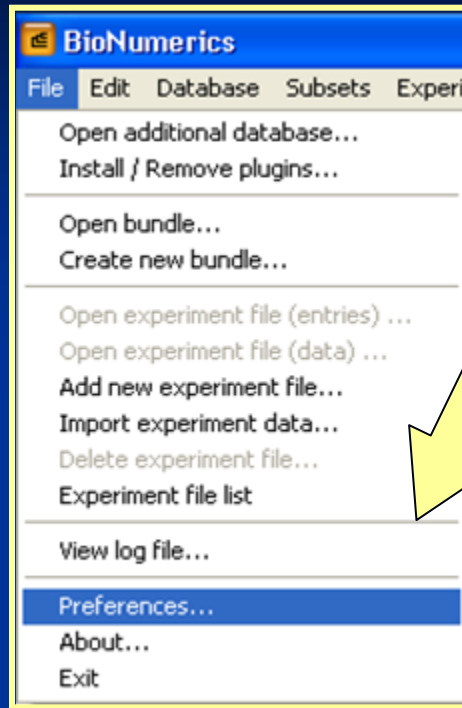 BioNumerics
File Edit Database Subsets Experi
Open additional database...
Install / Remove plugins...
Open bundle...
Create new bundle...
Open experiment file (entries) ...
Open experiment file (data) ...
Add new experiment file...
Import experiment data...
Delete experiment file...
Experiment file list
View log file...
Preferences...
About...
Exit